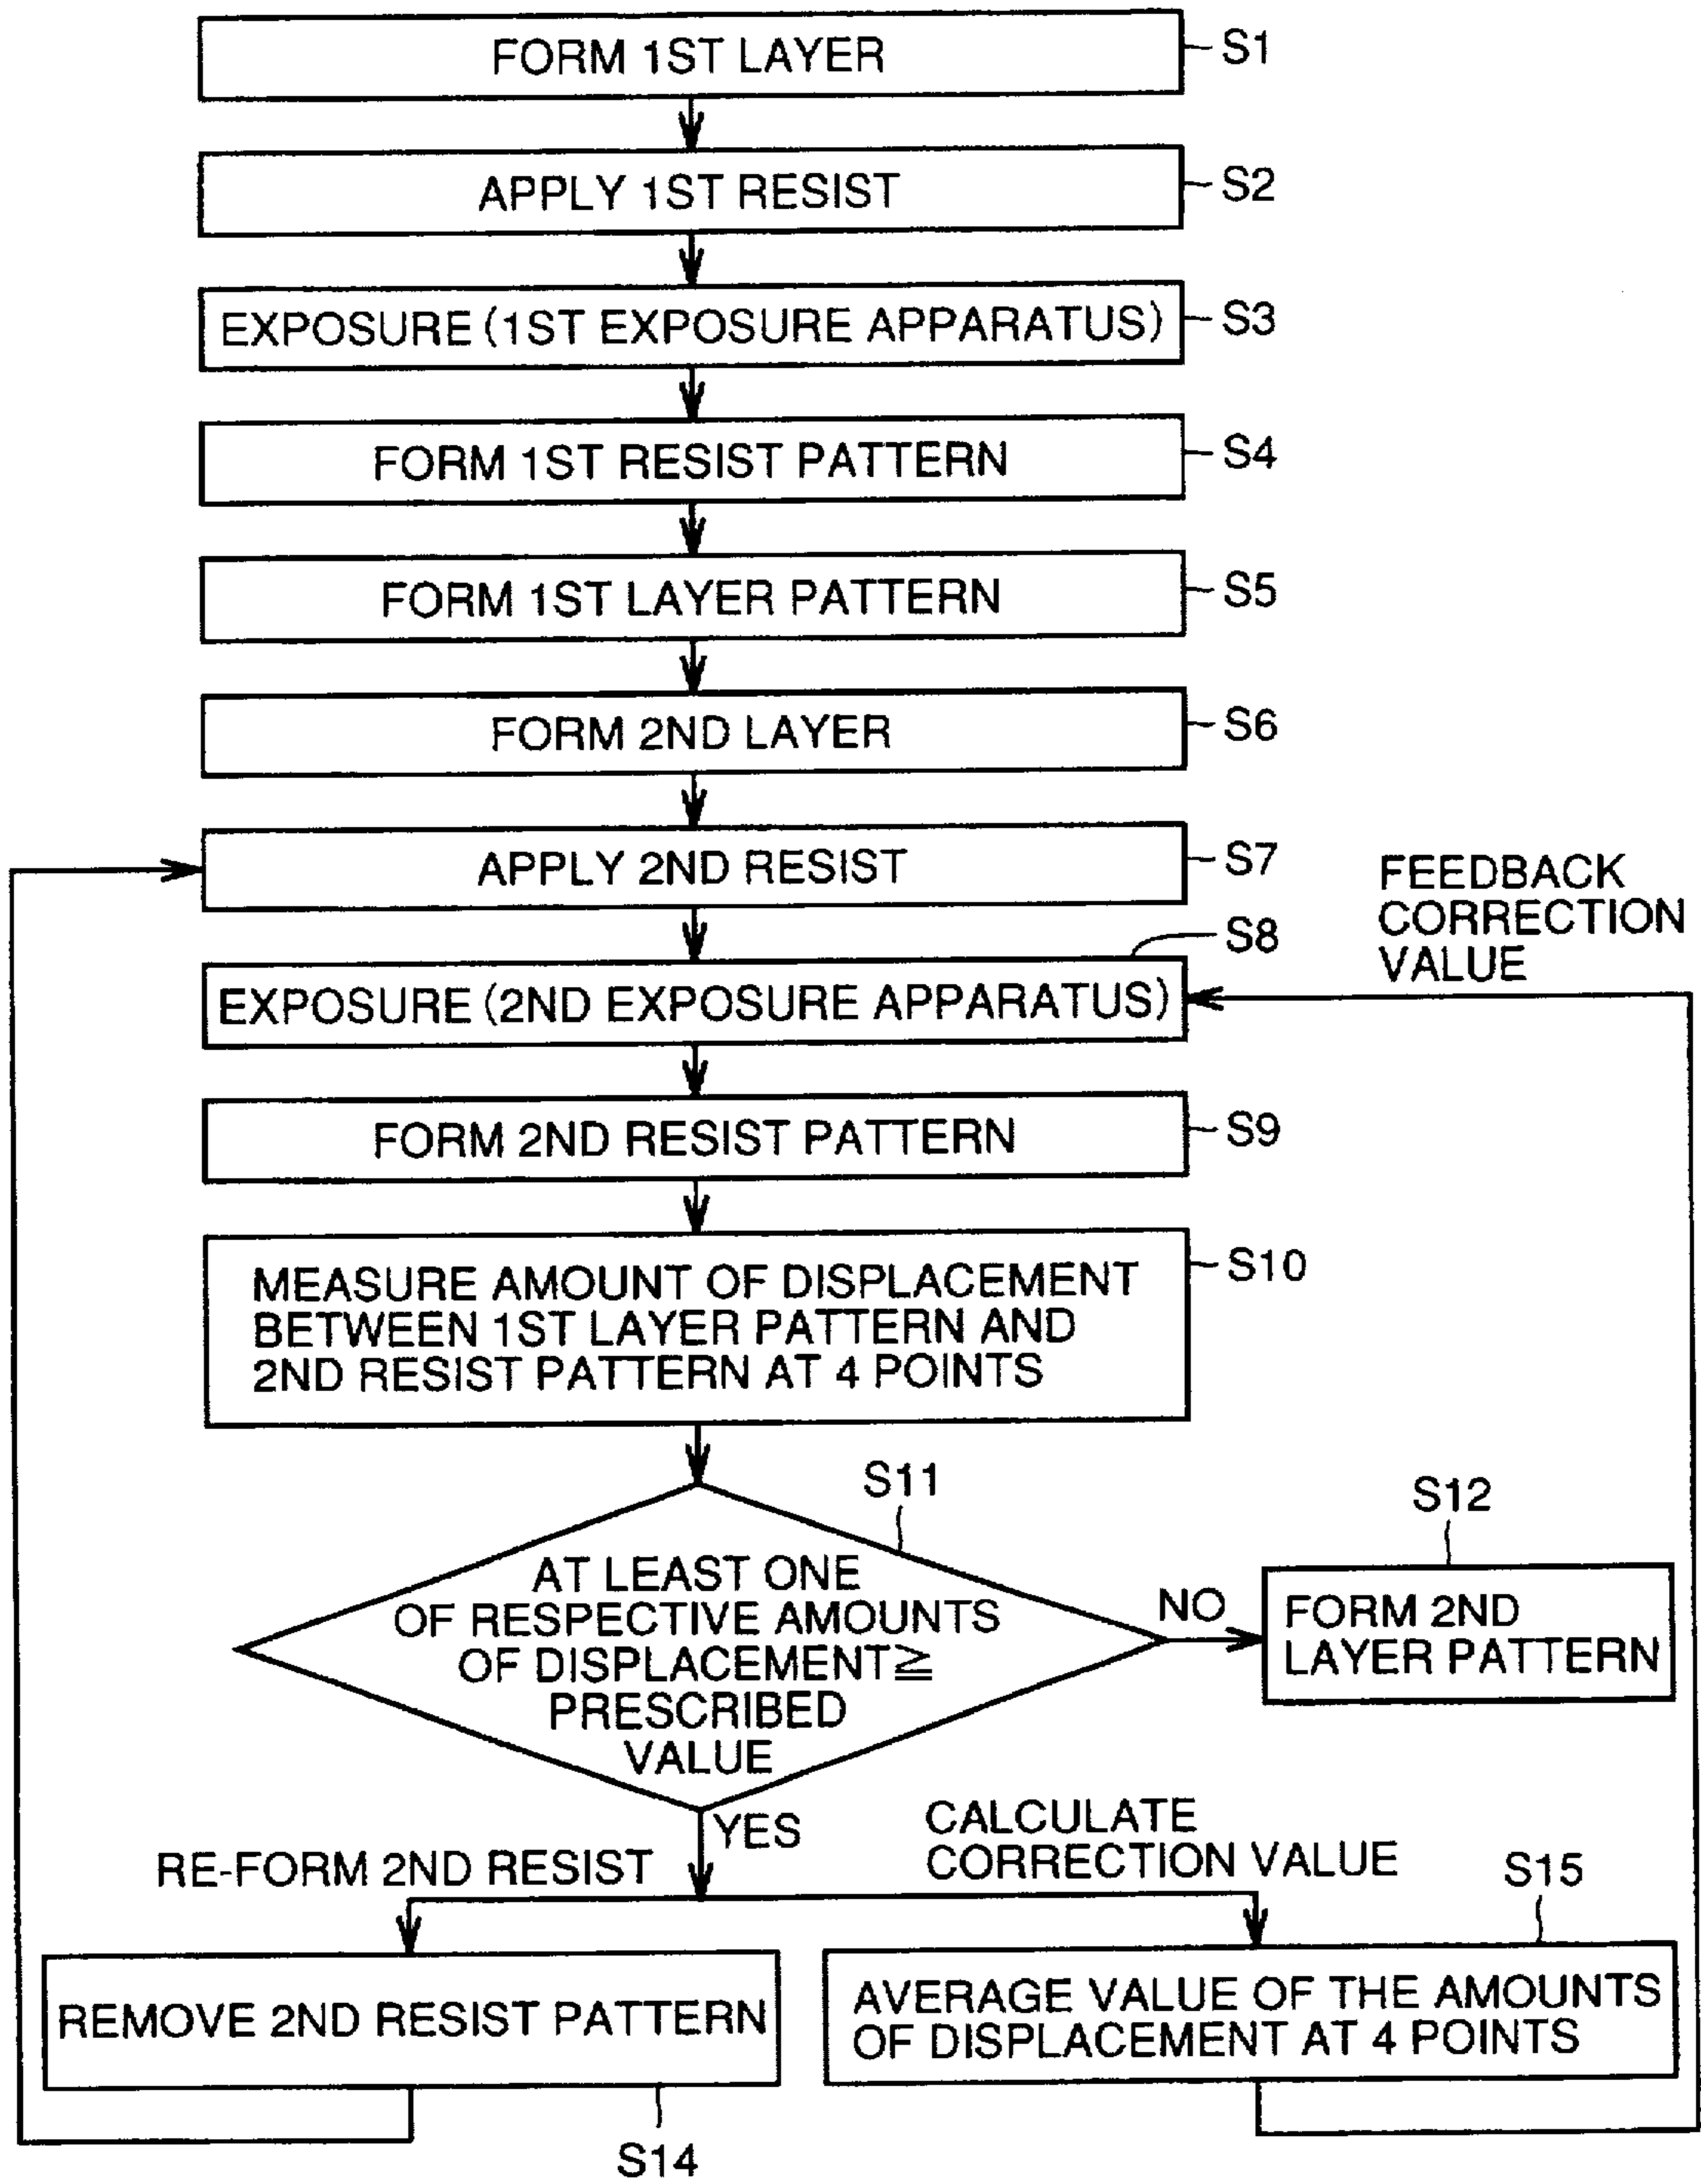 FORM 1ST LAYER
S1
APPLY 1ST RESIST
S2
EXPOSURE (1ST EXPOSURE APPARATUS)
S3
FORM 1ST RESIST PATTERN
S4
FORM 1ST LAYER PATTERN
S5
FORM 2ND LAYER
S6
APPLY 2ND RESIST
S7
FEEDBACK
CORRECTION
VALUE
S8
EXPOSURE (2ND EXPOSURE APPARATUS)
FORM 2ND RESIST PATTERN
S9
MEASURE AMOUNT OF DISPLACEMENT
BETWEEN 1ST LAYER PATTERN AND
2ND RESIST PATTERN AT 4 POINTS
S10
S11
AT LEAST ONE
OF RESPECTIVE AMOUNTS
OF DISPLACEMENT≧
PRESCRIBED
VALUE
NO
S12
FORM 2ND
LAYER PATTERN
YES
RE-FORM 2ND RESIST
CALCULATE
CORRECTION VALUE
S15
REMOVE 2ND RESIST PATTERN
S14
AVERAGE VALUE OF THE AMOUNTS
OF DISPLACEMENT AT 4 POINTS